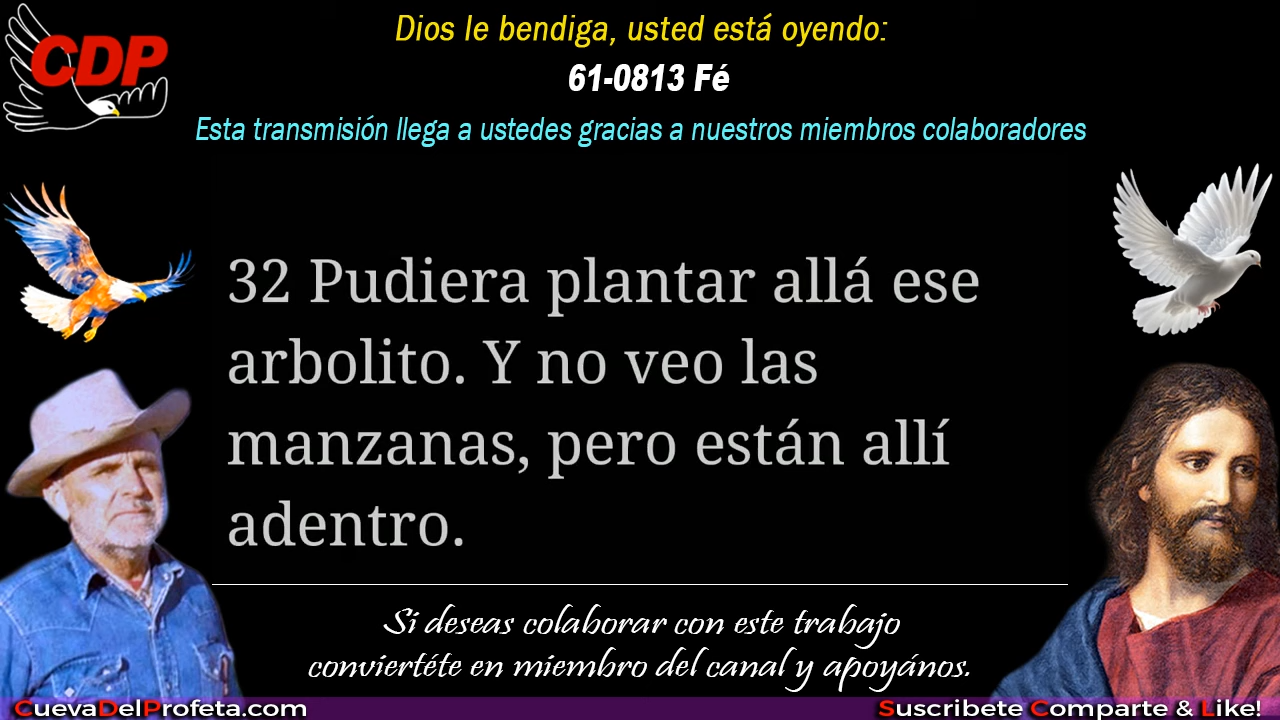 CDP
Dios le bendiga, usted está oyendo:
61-0813 Fé
Esta transmisión llega a ustedes gracias a nuestros miembros colaboradores
32 Pudiera plantar allá ese
arbolito. Y no veo las
manzanas, pero están allí
adentro.
Si deseas colaborar con este trabajo
conviertéte en miembro del canal y apoyános.
CuevaDelProfeta.com
Suscribete Comparte & Like!